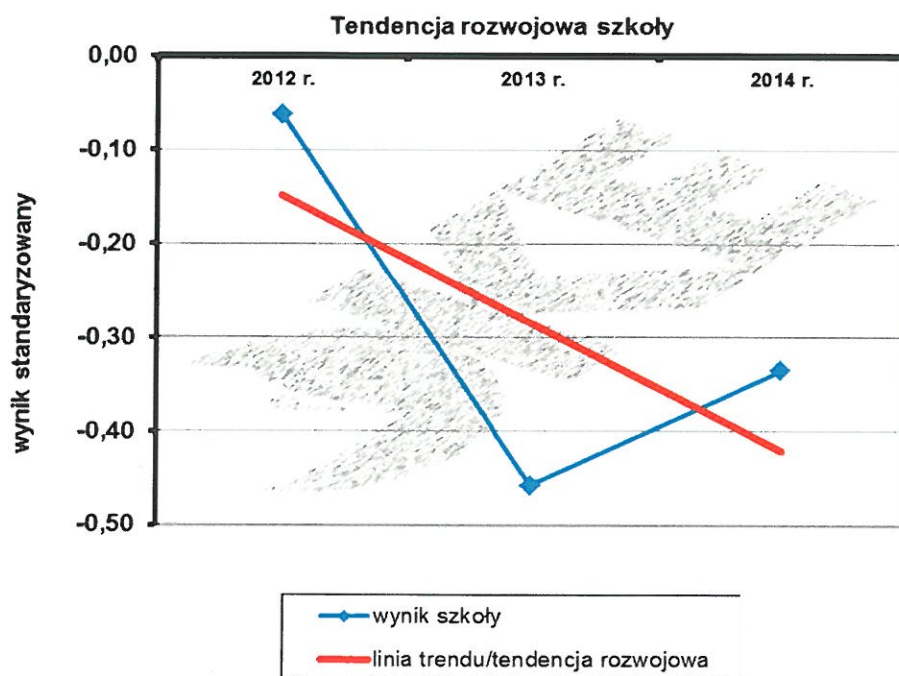 Tendencja rozwojowa szkoły
0,00
2012 r. 2013 r. 2014 r.
-0,10
-0,20
-0,30
-0,40
-0,50
wynik standaryzowany
wynik szkoły
linia trendu/tendencja rozwojowa